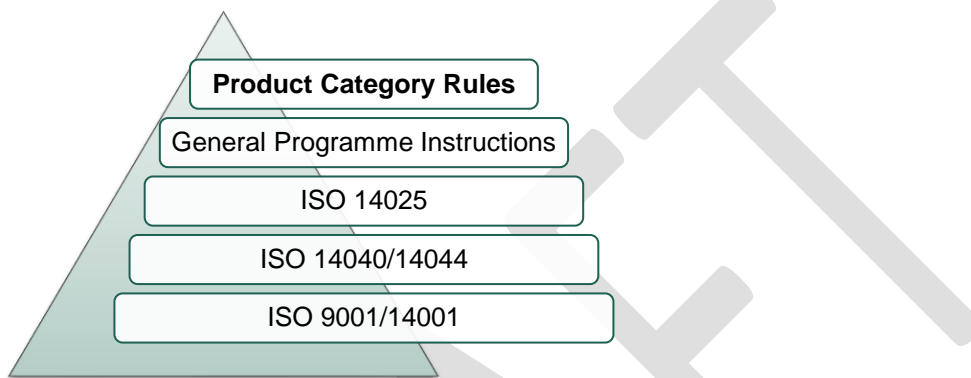 Product Category Rules
General Programme Instructions
ISO 14025
ISO 14040/14044
ISO 9001/14001